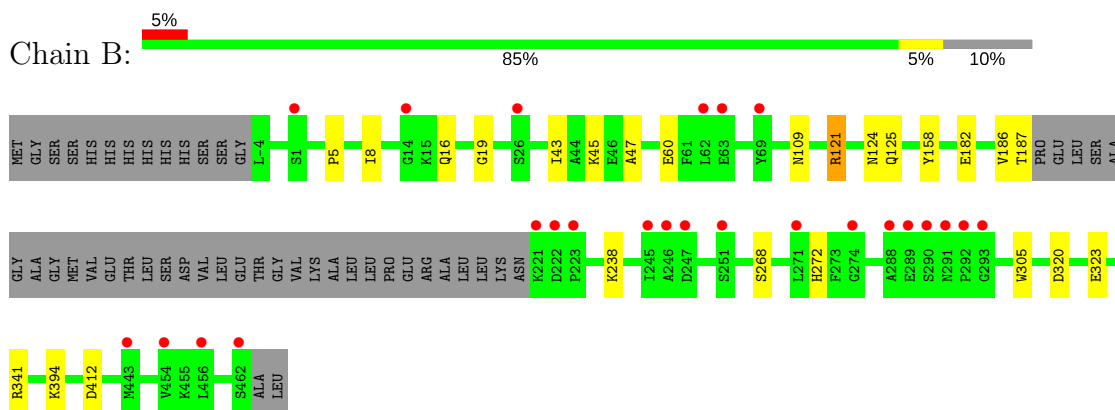 5%
Chain B:
85% 5% 10%
MET GLY SER SER HIS HIS HIS HIS HIS HIS SER SER GLY L-4 S1 P5 I8 G14 K15 Q16 G19 S26 I43 A44 K45 E46 A47 E60 F61 L62 E63 Y69 N109 R121 N124 Q125 Y158 E182 V186 T187 PRO GLU LEU SER ALA
GLY ALA GLY MET VAL GLU THR LEU SER ASP VAL LEU GLU THR GLY VAL LYS ALA LEU LEU PRO GLU ARG ALA LEU LEU LYS ASN K221 D222 P223 K238 I245 A246 D247 S251 S268 L271 H272 F273 G274 A288 E289 S290 N291 P292 G293 W305 D320 E323
R341 K394 D412 M443 V454 K455 L456 S462 ALA LEU